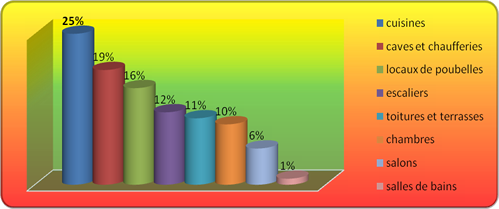 25%
19%
16%
12%
11%
10%
6%
1%
cuisines
caves et chaufferies
locaux de poubelles
escaliers
toitures et terrasses
chambres
salons
salles de bains